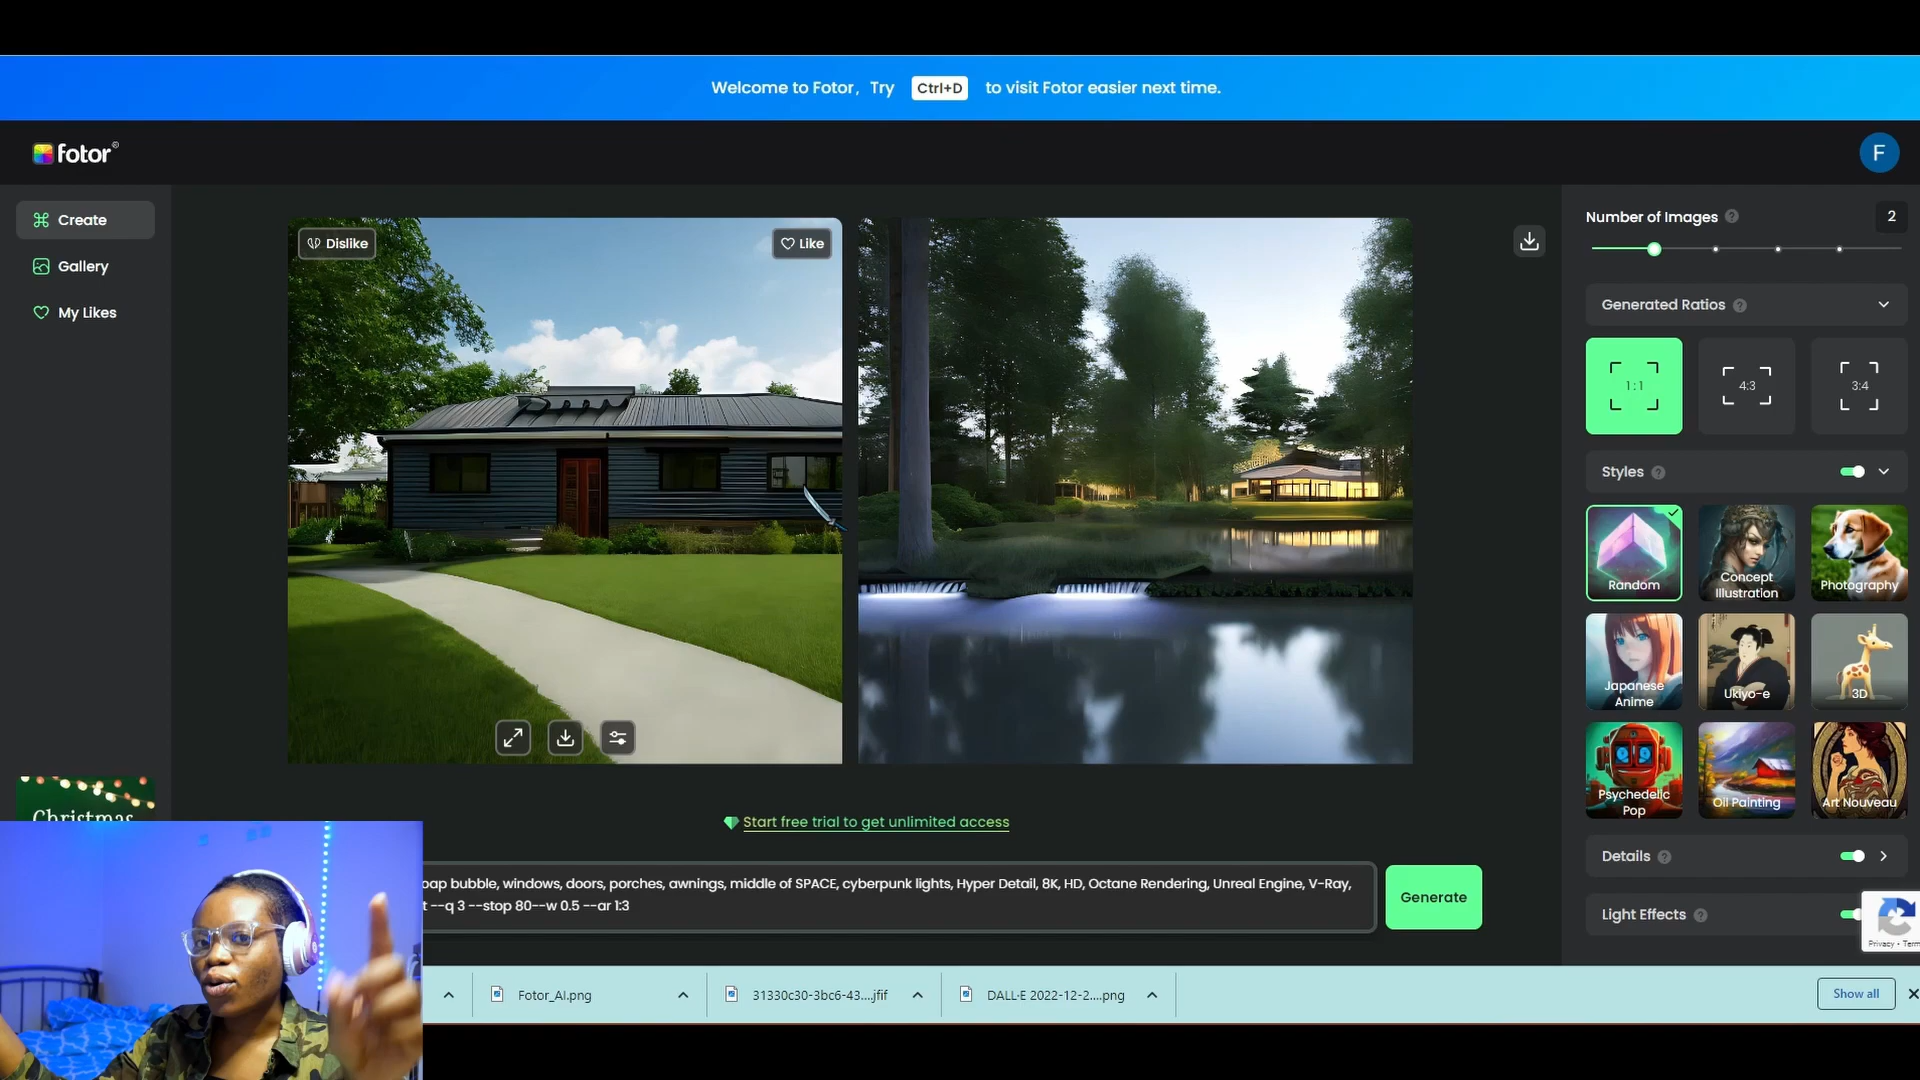 Welcome to Fotor, Try Ctrl+D to visit Fotor easier next time.
fotor®
F
Create
Gallery
My Likes
Dislike
Like
Number of Images ?
2
Generated Ratios ?
1:1
4:3
3:4
Styles ?
Random
Concept
Illustration
Photography
Japanese
Anime
Ukiyo-e
3D
Psychedelic
Pop
Oil Painting
Art Nouveau
Details ?
Light Effects ?
Christmas
Start free trial to get unlimited access
oap bubble, windows, doors, porches, awnings, middle of SPACE, cyberpunk lights, Hyper Detail, 8K, HD, Octane Rendering, Unreal Engine, V-Ray,
t --q 3 --stop 80--w 0.5 --ar 1:3
Generate
Privacy • Term
Fotor_AI.png
31330c30-3bc6-43....jfif
DALL·E 2022-12-2....png
Show all